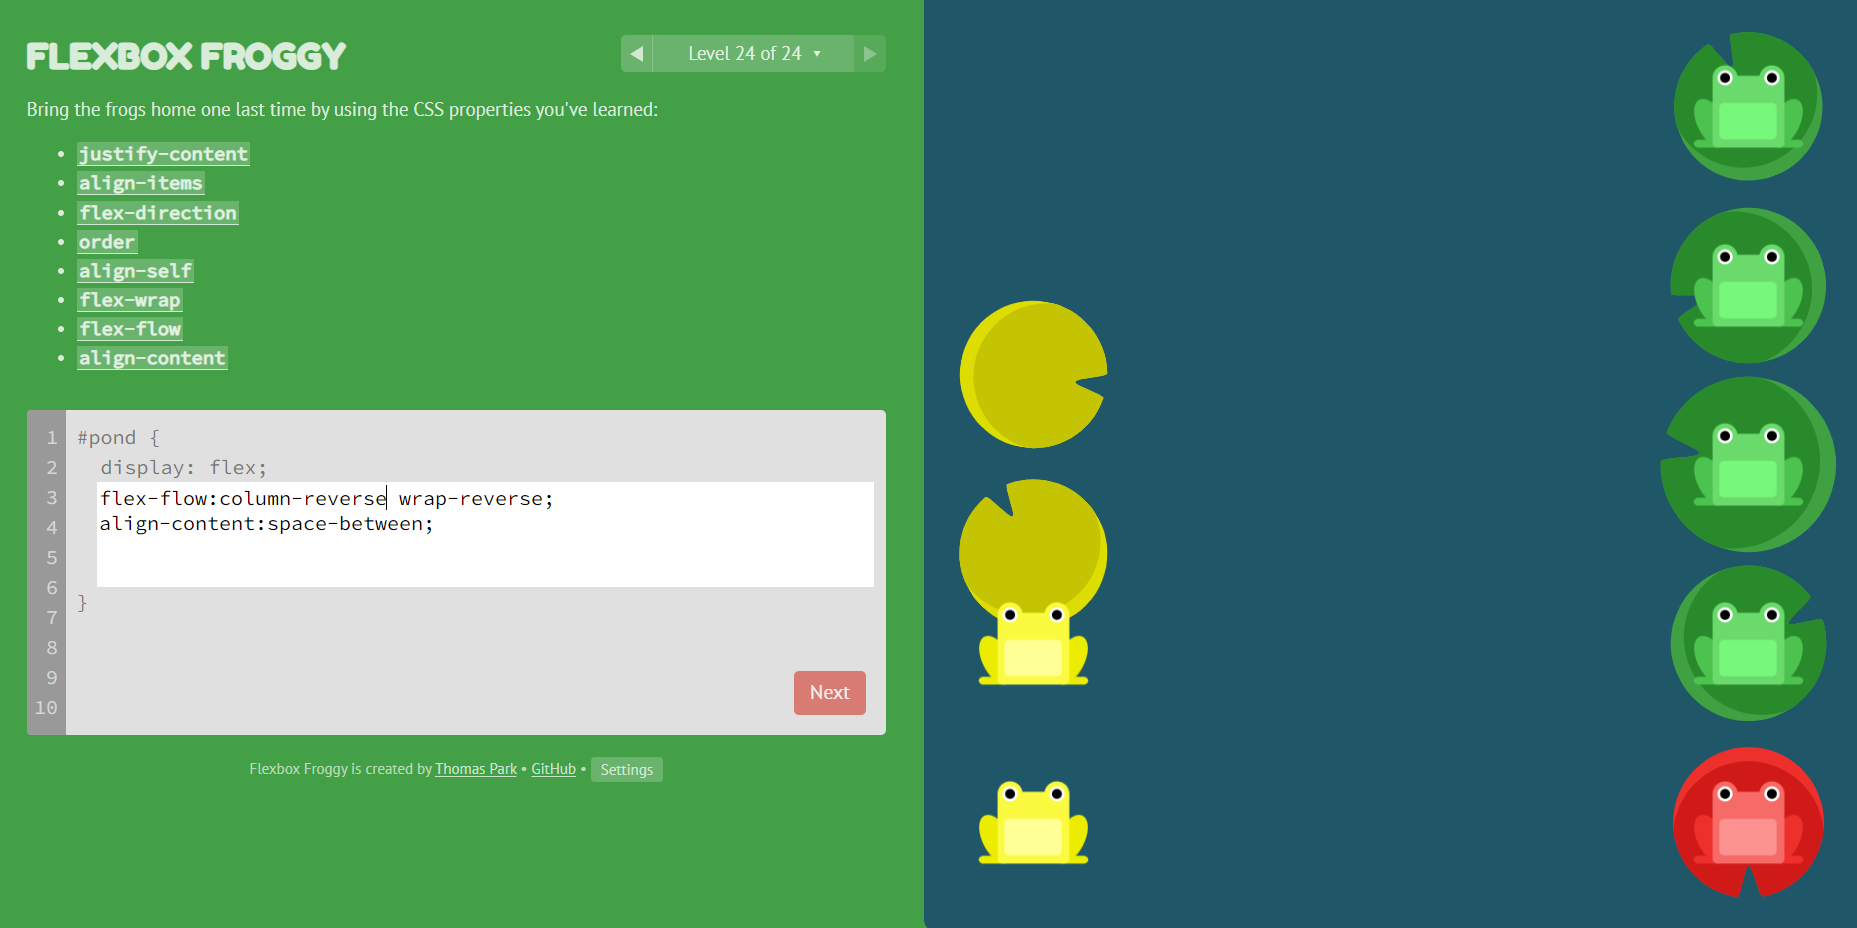 FLEXBOX FROGGY
◀ Level 24 of 24 ▼ ▶
Bring the frogs home one last time by using the CSS properties you've learned:
• justify-content
• align-items
• flex-direction
• order
• align-self
• flex-wrap
• flex-flow
• align-content
1 #pond {
2 display: flex;
3 flex-flow:column-reverse wrap-reverse;
4 align-content:space-between;
5
6
}
7
8
9
10
Next
Flexbox Froggy is created by Thomas Park • GitHub • Settings